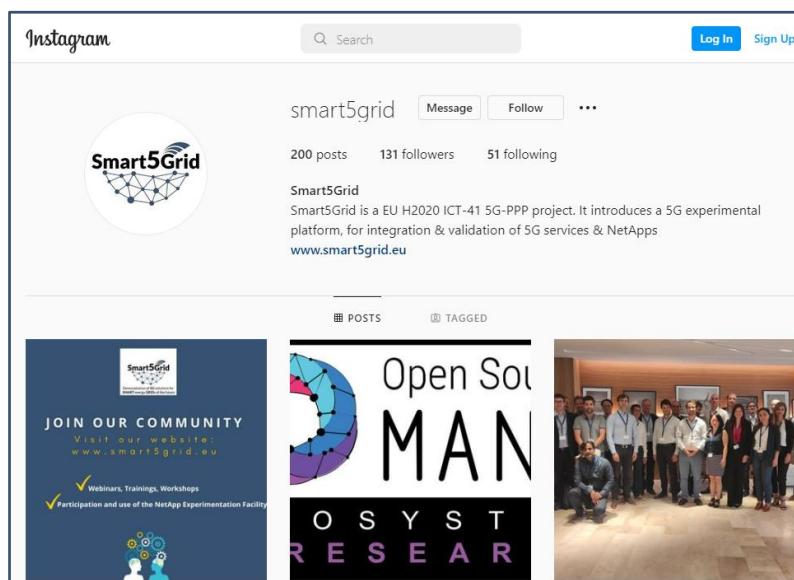 Instagram
Search
Log In
Sign Up
smart5grid
Message
Follow
200 posts 131 followers 51 following
Smart5Grid
Smart5Grid is a EU H2020 ICT-41 5G-PPP project. It introduces a 5G experimental
platform, for integration & validation of 5G services & NetApps
www.smart5grid.eu
Smart5Grid
POSTS
TAGGED
Smart5Grid
JOIN OUR COMMUNITY
Visit our website:
www.smart5grid.eu
Webinars, Trainings, Workshops
Participation and use of the NetApp Experimentation Facility
Open Sou
MAN
OSYST
RESEAR